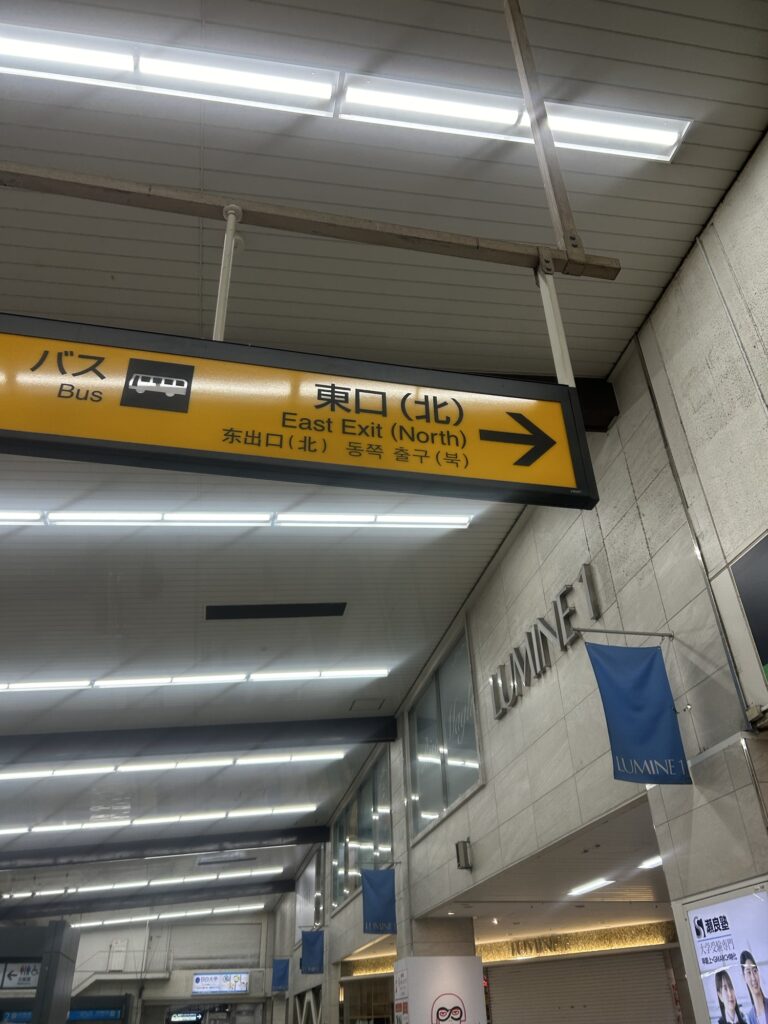 バス
Bus
東口(北)
East Exit (North)
东出口(北) 동쪽 출구(북)
LUMINE 1
LUMINE 1
LUMINE